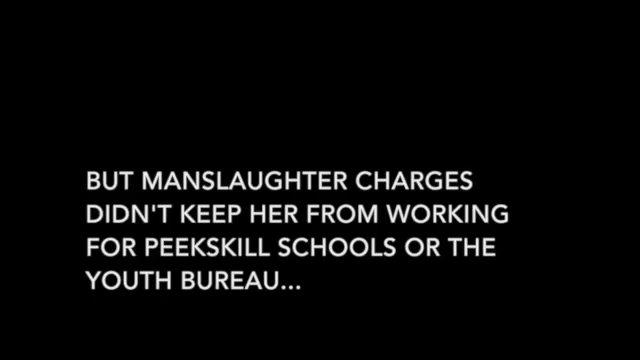 BUT MANSLAUGHTER CHARGES
DIDN'T KEEP HER FROM WORKING
FOR PEEKSKILL SCHOOLS OR THE
YOUTH BUREAU...